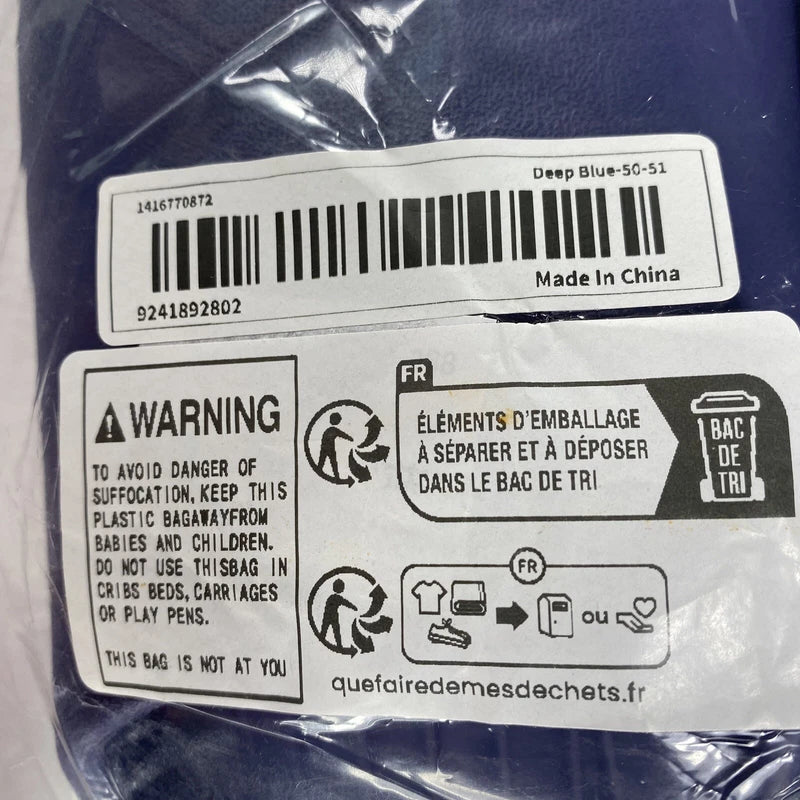 1416770872
Deep Blue-50-51
9241892802
Made In China
WARNING
TO AVOID DANGER OF
SUFFOCATION, KEEP THIS
PLASTIC BAGAWAYFROM
BABIES AND CHILDREN.
DO NOT USE THISBAG IN
CRIBS BEDS, CARRIAGES
OR PLAY PENS.
THIS BAG IS NOT AT YOU
FR
ÉLÉMENTS D'EMBALLAGE
À SÉPARER ET À DÉPOSER
DANS LE BAC DE TRI
BAC
DE
TRI
FR
ou
quefairedemesdechets.fr